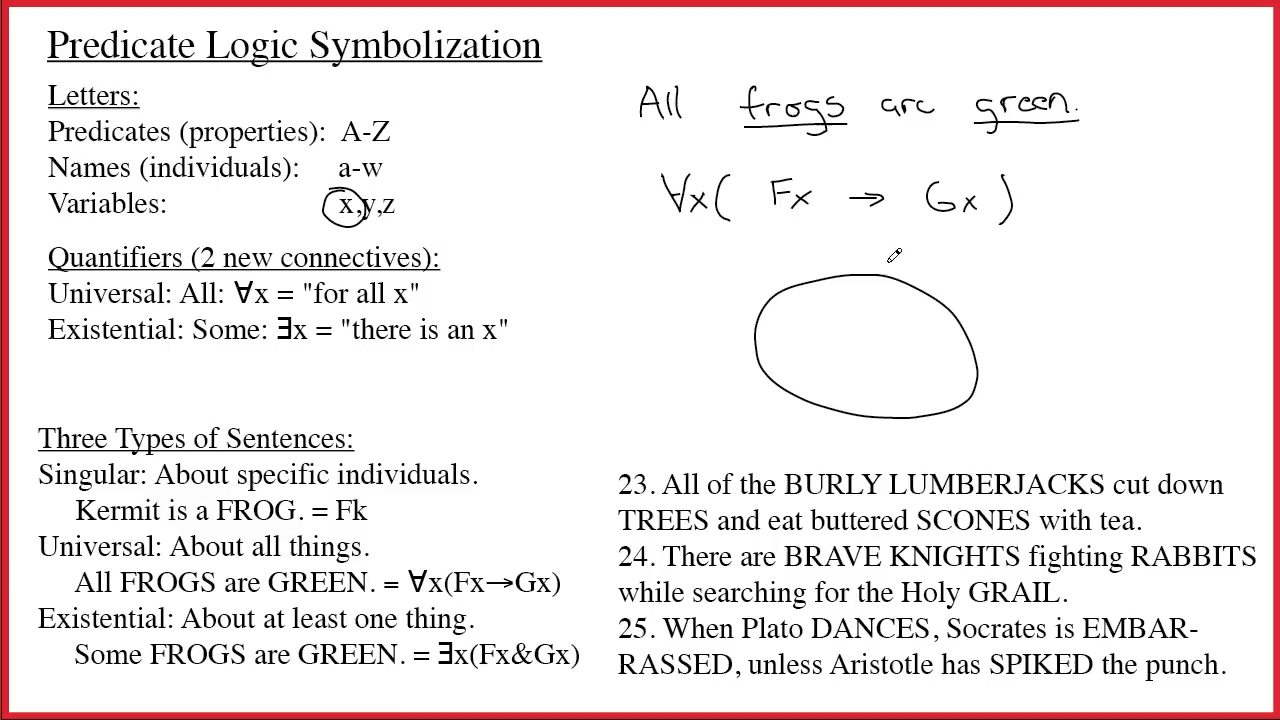 Predicate Logic Symbolization
Letters:
Predicates (properties): A-Z
Names (individuals): a-w
Variables: x,y,z
Quantifiers (2 new connectives):
Universal: All: ∀x = "for all x"
Existential: Some: ∃x = "there is an x"
Three Types of Sentences:
Singular: About specific individuals.
Kermit is a FROG. = Fk
Universal: About all things.
All FROGS are GREEN. = ∀x(Fx→Gx)
Existential: About at least one thing.
Some FROGS are GREEN. = ∃x(Fx&Gx)
All frogs are green.
∀x( Fx → Gx )
23. All of the BURLY LUMBERJACKS cut down
TREES and eat buttered SCONES with tea.
24. There are BRAVE KNIGHTS fighting RABBITS
while searching for the Holy GRAIL.
25. When Plato DANCES, Socrates is EMBAR-
RASSED, unless Aristotle has SPIKED the punch.